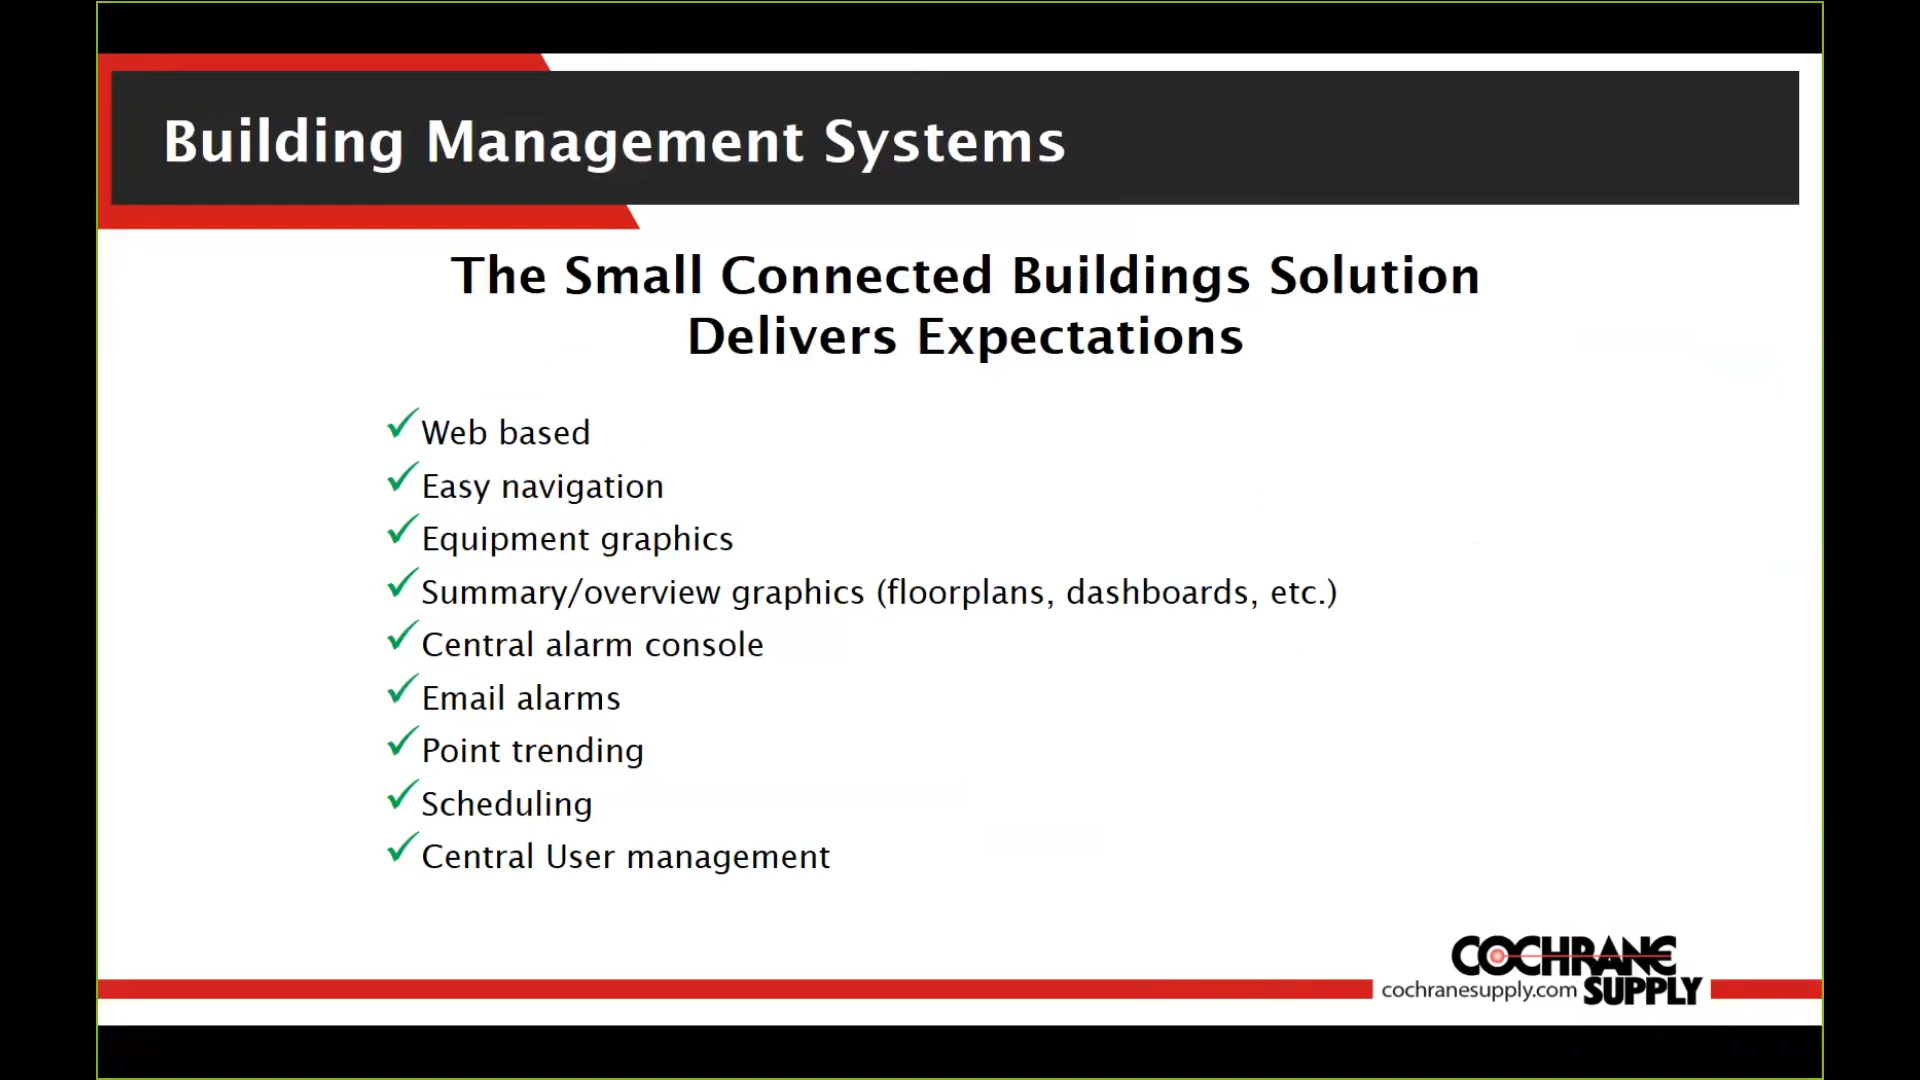 Building Management Systems
The Small Connected Buildings Solution
Delivers Expectations
Web based
Easy navigation
Equipment graphics
Summary/overview graphics (floorplans, dashboards, etc.)
Central alarm console
Email alarms
Point trending
Scheduling
Central User management
COCHRANE
cochranesupply.com SUPPLY